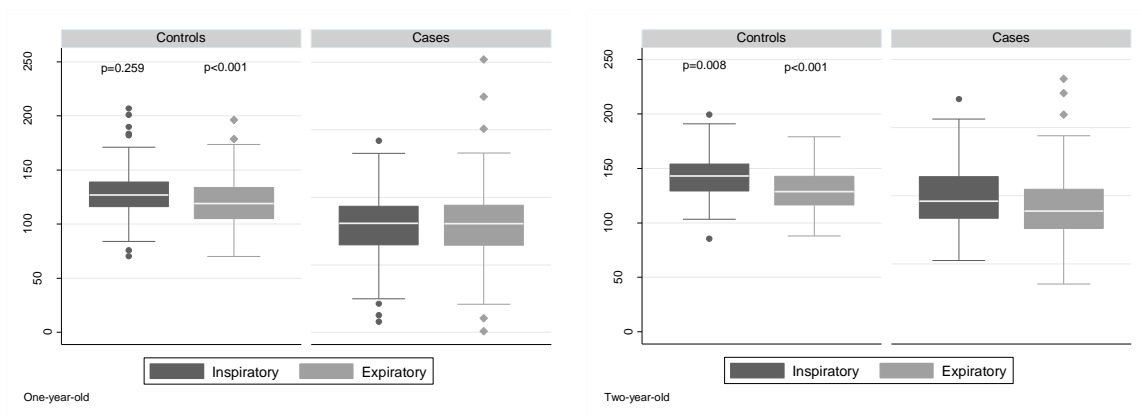 Controls
Cases
p=0.259
p<0.001
250
200
150
100
50
0
Inspiratory
Expiratory
One-year-old
Controls
Cases
p=0.008
p<0.001
250
200
150
100
50
0
Inspiratory
Expiratory
Two-year-old